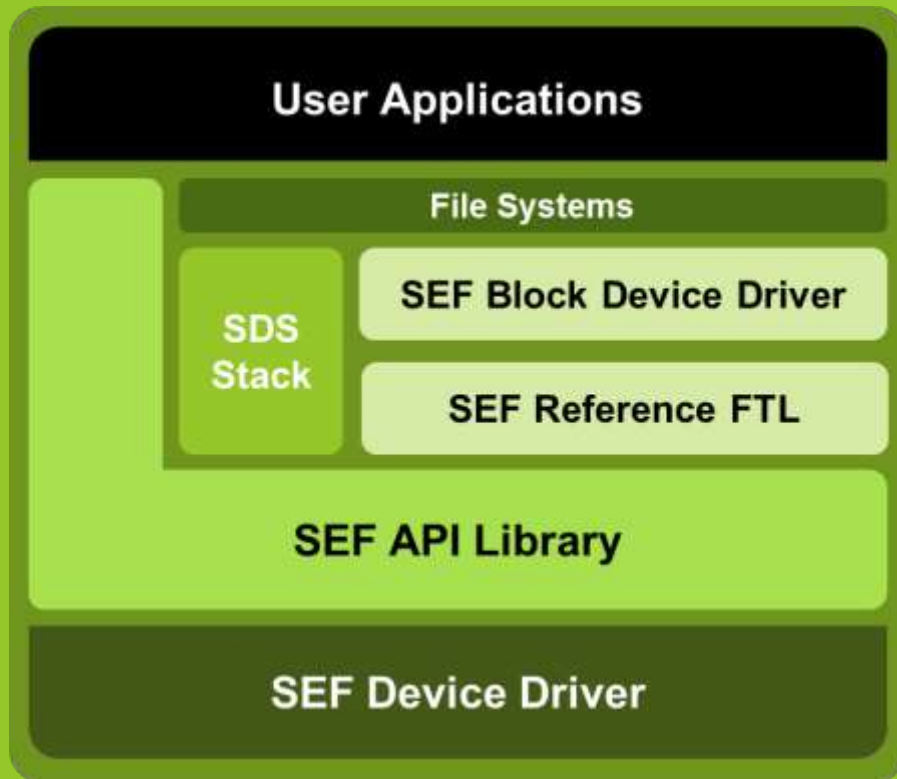 User Applications
File Systems
SDS
Stack
SEF Block Device Driver
SEF Reference FTL
SEF API Library
SEF Device Driver